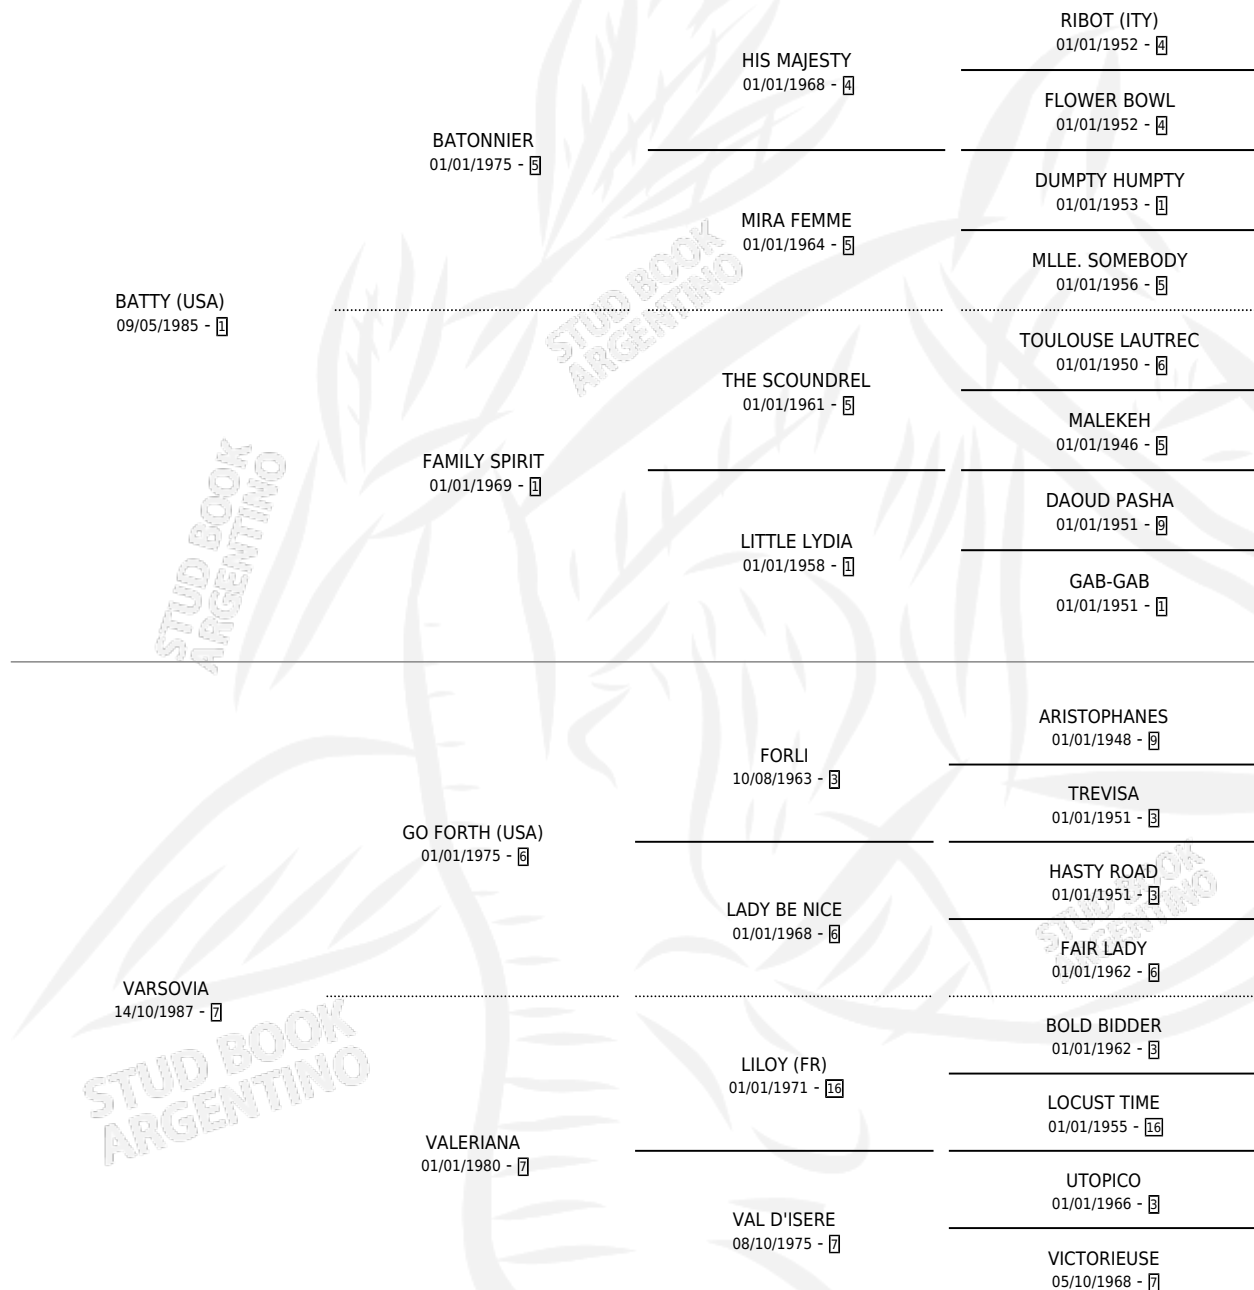 RIBOT (ITY)
01/01/1952 - 4
HIS MAJESTY
01/01/1968 - 4
FLOWER BOWL
01/01/1952 - 4
BATONNIER
01/01/1975 - 5
DUMPTY HUMPTY
01/01/1953 - 1
MIRA FEMME
01/01/1964 - 5
MLLE. SOMEBODY
01/01/1956 - 5
BATTY (USA)
09/05/1985 - 1
TOULOUSE LAUTREC
01/01/1950 - 6
THE SCOUNDREL
01/01/1961 - 5
MALEKEH
01/01/1946 - 5
FAMILY SPIRIT
01/01/1969 - 1
DAOUD PASHA
01/01/1951 - 9
LITTLE LYDIA
01/01/1958 - 1
GAB-GAB
01/01/1951 - 1
STUD BOOK
ARGENTINO
STUD BOOK
ARGENTINO
ARISTOPHANES
01/01/1948 - 9
FORLI
10/08/1963 - 3
TREVISA
01/01/1951 - 3
GO FORTH (USA)
01/01/1975 - 6
HASTY ROAD
01/01/1951 - 3
LADY BE NICE
01/01/1968 - 6
FAIR LADY
01/01/1962 - 6
STUD BOOK
ARGENTINO
VARSOVIA
14/10/1987 - 7
BOLD BIDDER
01/01/1962 - 3
LILOY (FR)
01/01/1971 - 16
LOCUST TIME
01/01/1955 - 16
STUD BOOK
ARGENTINO
VALERIANA
01/01/1980 - 7
UTOPICO
01/01/1966 - 3
VAL D'ISERE
08/10/1975 - 7
VICTORIEUSE
05/10/1968 - 7